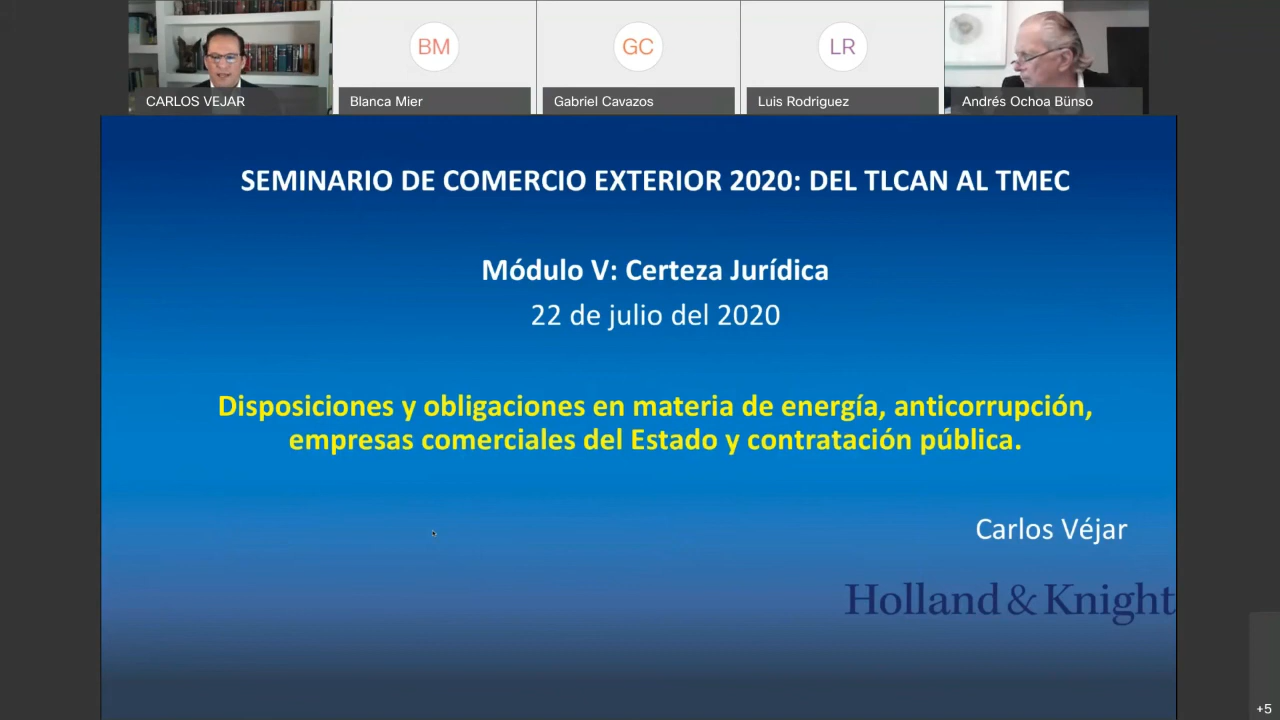 BM
GC
LR
CARLOS VEJAR
Blanca Mier
Gabriel Cavazos
Luis Rodriguez
Andrés Ochoa Bünso
SEMINARIO DE COMERCIO EXTERIOR 2020: DEL TLCAN AL TMEC
Módulo V: Certeza Jurídica
22 de julio del 2020
Disposiciones y obligaciones en materia de energía, anticorrupción,
empresas comerciales del Estado y contratación pública.
Carlos Véjar
Holland & Knight
+5